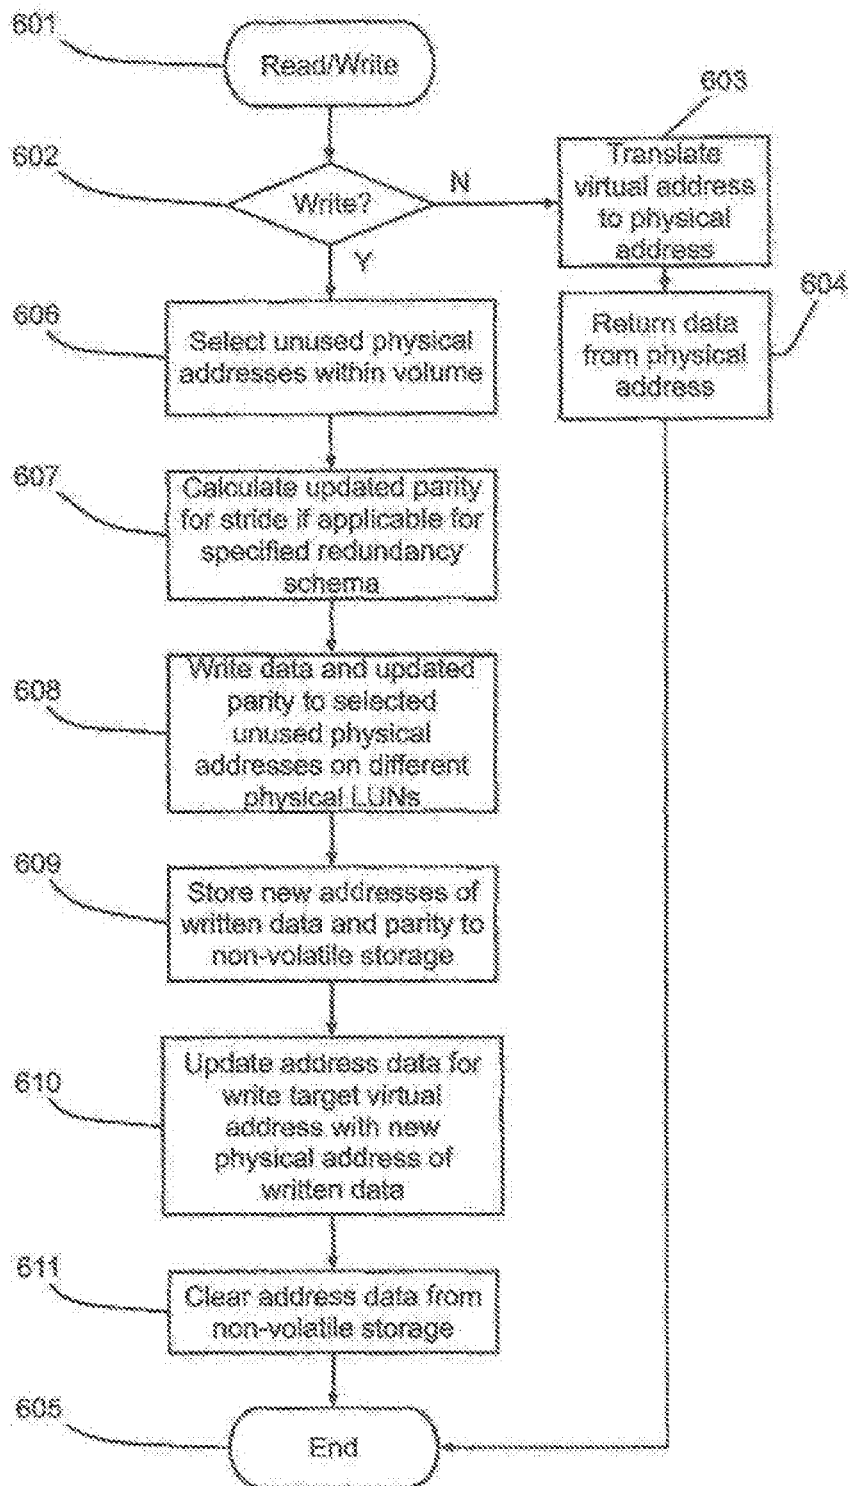 601
Read/Write
603
602
Write?
N
Translate
virtual address
to physical
address
Y
604
606
Select unused physical
addresses within volume
Return data
from physical
address
607
Calculate updated parity
for stride if applicable for
specified redundancy
schema
608
Write data and updated
parity to selected
unused physical
addresses on different
physical LUNs
609
Store new addresses of
written data and parity to
non-volatile storage
610
Update address data for
write target virtual
address with new
physical address of
written data
611
Clear address data from
non-volatile storage
605
End